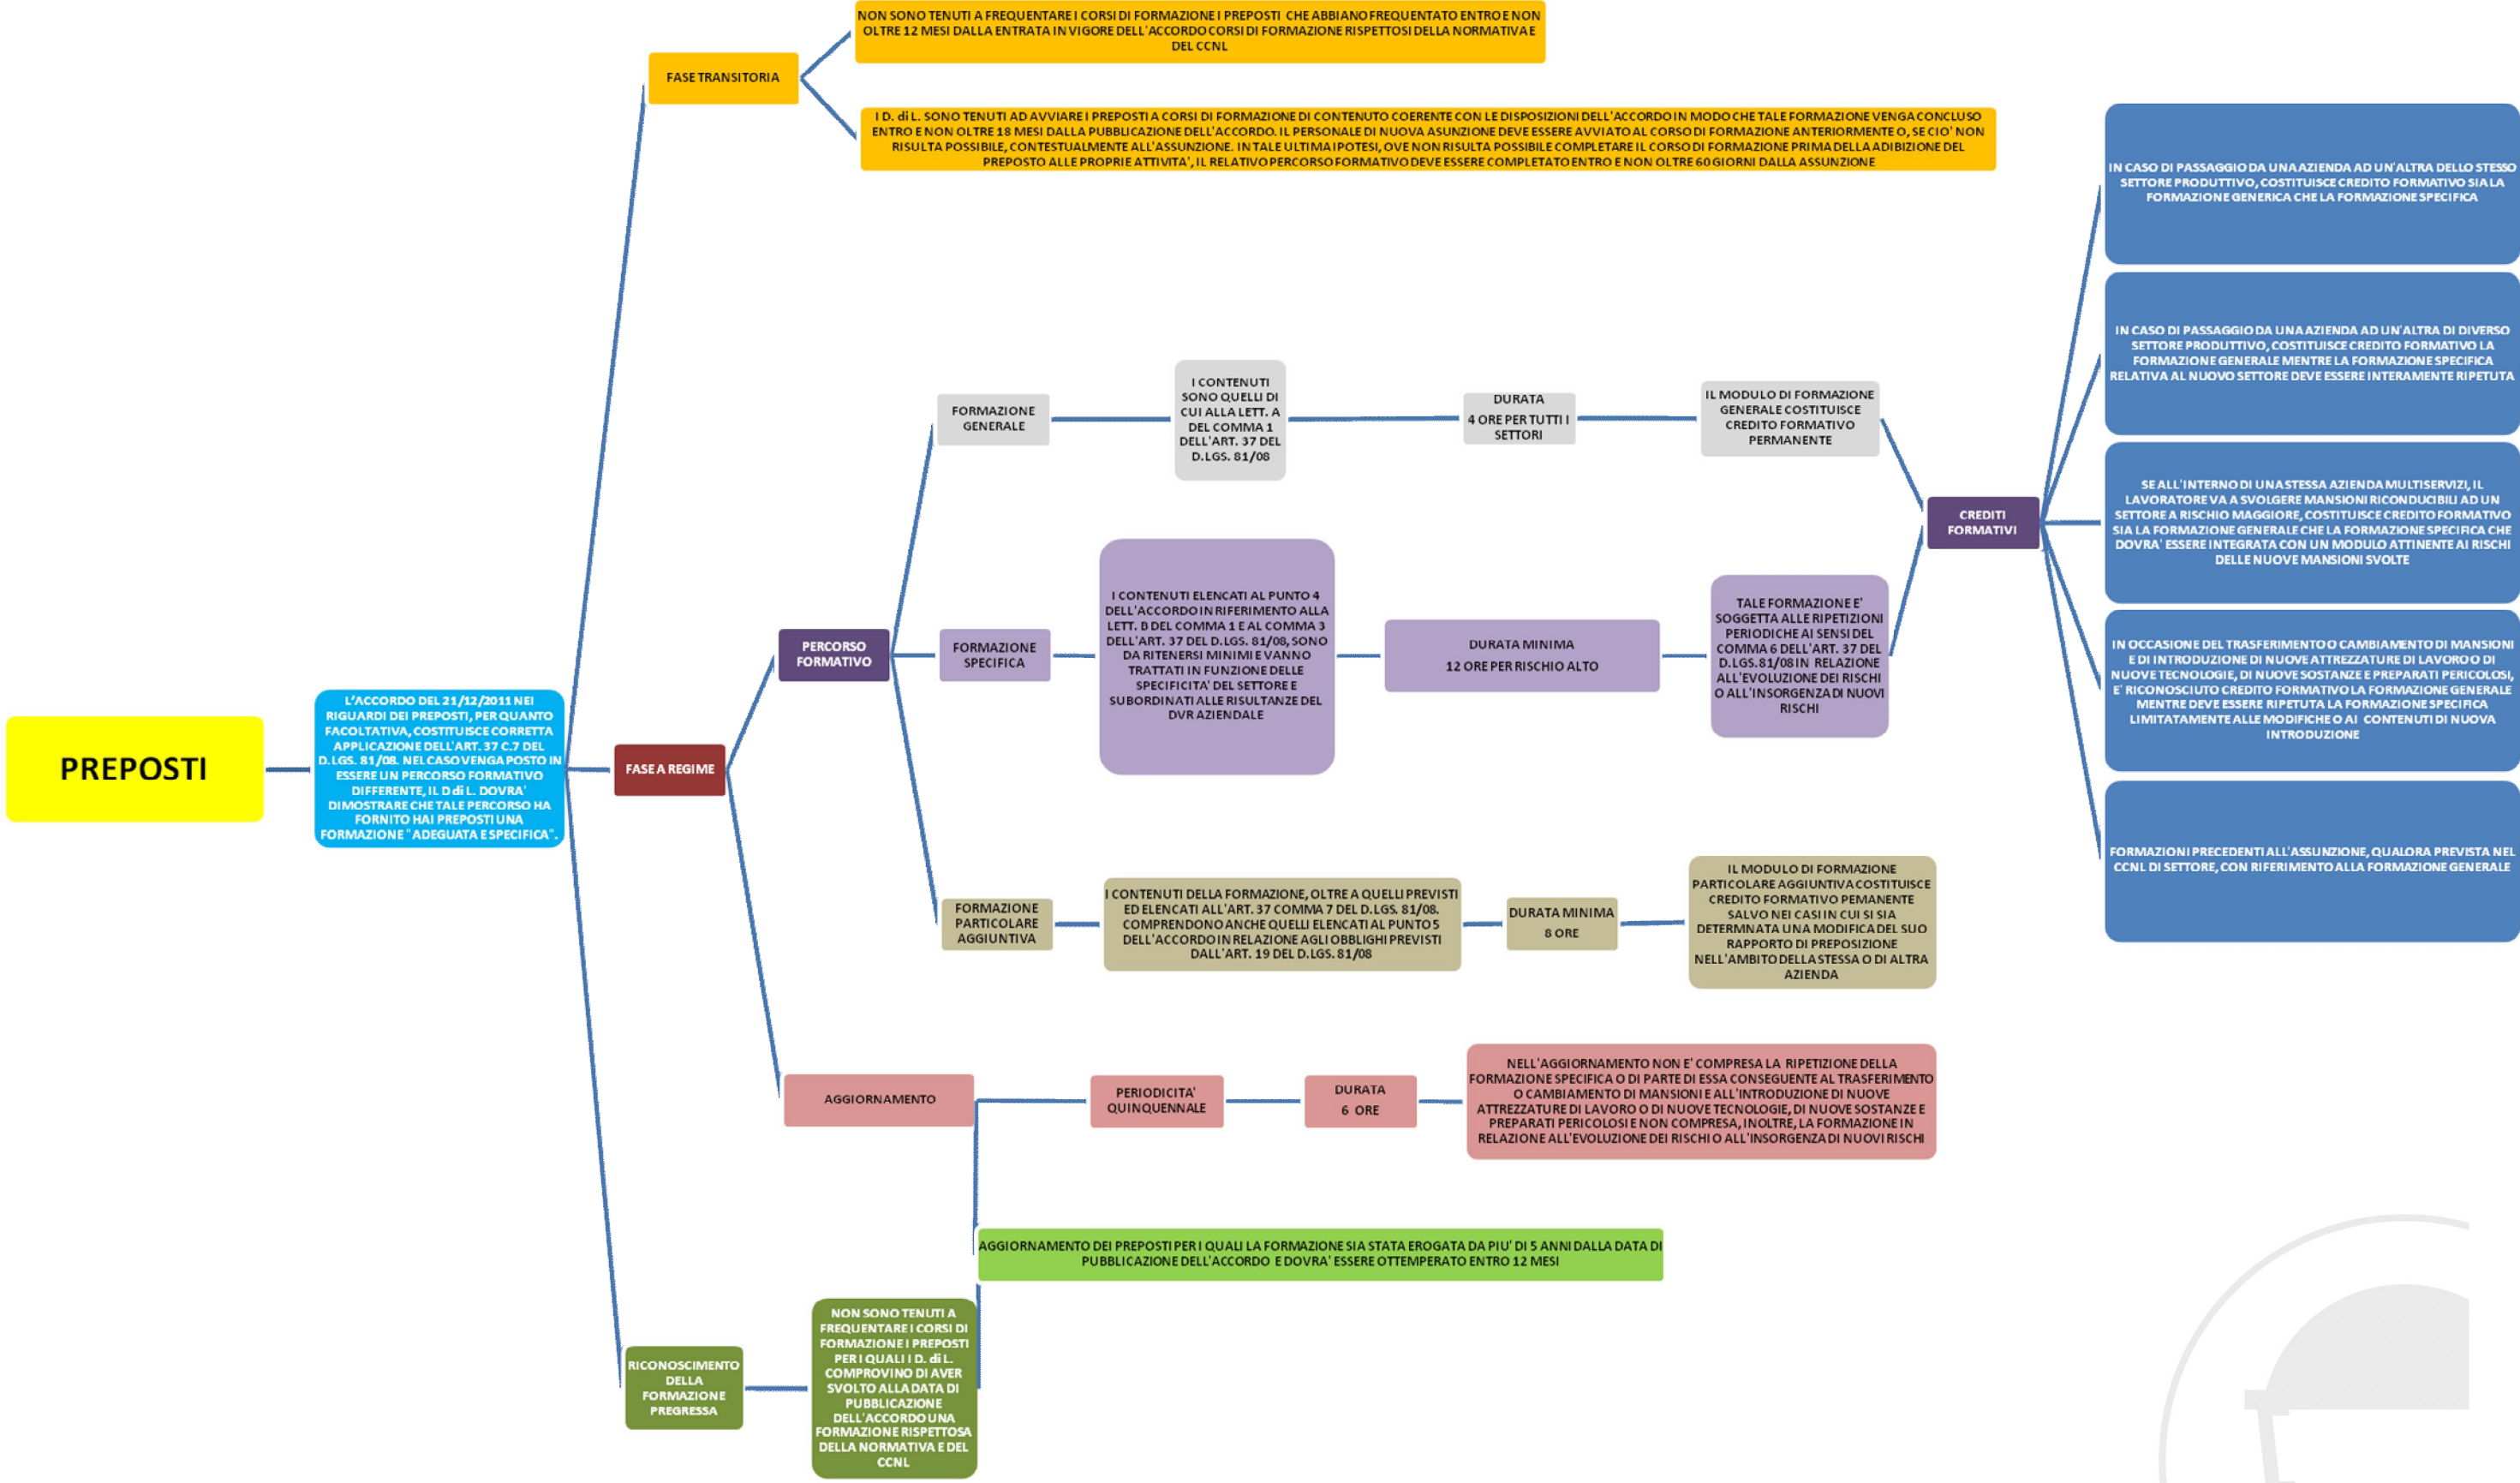 PREPOSTI
L'ACCORDO DEL 21/12/2011 NEI
RIGUARDI DEI PREPOSTI, PER QUANTO
FACOLTATIVA, COSTITUISCE CORRETTA
APPLICAZIONE DELL'ART. 37 C.7 DEL
D.LGS. 81/08. NEL CASO VENGA POSTO IN
ESSERE UN PERCORSO FORMATIVO
DIFFERENTE, IL D di L. DOVRA'
DIMOSTRARE CHE TALE PERCORSO HA
FORNITO HAI PREPOSTI UNA
FORMAZIONE "ADEGUATA E SPECIFICA".
FASE TRANSITORIA
NON SONO TENUTI A FREQUENTARE I CORSI DI FORMAZIONE I PREPOSTI CHE ABBIANO FREQUENTATO ENTRO E NON
OLTRE 12 MESI DALLA ENTRATA IN VIGORE DELL'ACCORDO CORSI DI FORMAZIONE RISPETTOSI DELLA NORMATIVA E
DEL CCNL
I D. di L. SONO TENUTI AD AVVIARE I PREPOSTI A CORSI DI FORMAZIONE DI CONTENUTO COERENTE CON LE DISPOSIZIONI DELL'ACCORDO IN MODO CHE TALE FORMAZIONE VENGA CONCLUSO
ENTRO E NON OLTRE 18 MESI DALLA PUBBLICAZIONE DELL'ACCORDO. IL PERSONALE DI NUOVA ASUNZIONE DEVE ESSERE AVVIATO AL CORSO DI FORMAZIONE ANTERIORMENTE O, SE CIO' NON
RISULTA POSSIBILE, CONTESTUALMENTE ALL'ASSUNZIONE. IN TALE ULTIMA IPOTESI, OVE NON RISULTA POSSIBILE COMPLETARE IL CORSO DI FORMAZIONE PRIMA DELLA ADIBIZIONE DEL
PREPOSTO ALLE PROPRIE ATTIVITA', IL RELATIVO PERCORSO FORMATIVO DEVE ESSERE COMPLETATO ENTRO E NON OLTRE 60 GIORNI DALLA ASSUNZIONE
FASE A REGIME
PERCORSO
FORMATIVO
FORMAZIONE
GENERALE
I CONTENUTI
SONO QUELLI DI
CUI ALLA LETT. A
DEL COMMA 1
DELL'ART. 37 DEL
D.LGS. 81/08
DURATA
4 ORE PER TUTTI I
SETTORI
IL MODULO DI FORMAZIONE
GENERALE COSTITUISCE
CREDITO FORMATIVO
PERMANENTE
FORMAZIONE
SPECIFICA
I CONTENUTI ELENCATI AL PUNTO 4
DELL'ACCORDO IN RIFERIMENTO ALLA
LETT. B DEL COMMA 1 E AL COMMA 3
DELL'ART. 37 DEL D.LGS. 81/08, SONO
DA RITENERSI MINIMI E VANNO
TRATTATI IN FUNZIONE DELLE
SPECIFICITA' DEL SETTORE E
SUBORDINATI ALLE RISULTANZE DEL
DVR AZIENDALE
DURATA MINIMA
12 ORE PER RISCHIO ALTO
TALE FORMAZIONE E'
SOGGETTA ALLE RIPETIZIONI
PERIODICHE AI SENSI DEL
COMMA 6 DELL'ART. 37 DEL
D.LGS.81/08 IN RELAZIONE
ALL'EVOLUZIONE DEI RISCHI
O ALL'INSORGENZA DI NUOVI
RISCHI
FORMAZIONE
PARTICOLARE
AGGIUNTIVA
I CONTENUTI DELLA FORMAZIONE, OLTRE A QUELLI PREVISTI
ED ELENCATI ALL'ART. 37 COMMA 7 DEL D.LGS. 81/08.
COMPRENDONO ANCHE QUELLI ELENCATI AL PUNTO 5
DELL'ACCORDO IN RELAZIONE AGLI OBBLIGHI PREVISTI
DALL'ART. 19 DEL D.LGS. 81/08
DURATA MINIMA
8 ORE
IL MODULO DI FORMAZIONE
PARTICOLARE AGGIUNTIVA COSTITUISCE
CREDITO FORMATIVO PEMANENTE
SALVO NEI CASI IN CUI SI SIA
DETERMNATA UNA MODIFICA DEL SUO
RAPPORTO DI PREPOSIZIONE
NELL'AMBITO DELLA STESSA O DI ALTRA
AZIENDA
CREDITI
FORMATIVI
IN CASO DI PASSAGGIO DA UNA AZIENDA AD UN'ALTRA DELLO STESSO
SETTORE PRODUTTIVO, COSTITUISCE CREDITO FORMATIVO SIA LA
FORMAZIONE GENERICA CHE LA FORMAZIONE SPECIFICA
IN CASO DI PASSAGGIO DA UNA AZIENDA AD UN'ALTRA DI DIVERSO
SETTORE PRODUTTIVO, COSTITUISCE CREDITO FORMATIVO LA
FORMAZIONE GENERALE MENTRE LA FORMAZIONE SPECIFICA
RELATIVA AL NUOVO SETTORE DEVE ESSERE INTERAMENTE RIPETUTA
SE ALL'INTERNO DI UNA STESSA AZIENDA MULTISERVIZI, IL
LAVORATORE VA A SVOLGERE MANSIONI RICONDUCIBILI AD UN
SETTORE A RISCHIO MAGGIORE, COSTITUISCE CREDITO FORMATIVO
SIA LA FORMAZIONE GENERALE CHE LA FORMAZIONE SPECIFICA CHE
DOVRA' ESSERE INTEGRATA CON UN MODULO ATTINENTE AI RISCHI
DELLE NUOVE MANSIONI SVOLTE
IN OCCASIONE DEL TRASFERIMENTO O CAMBIAMENTO DI MANSIONI
E DI INTRODUZIONE DI NUOVE ATTREZZATURE DI LAVORO O DI
NUOVE TECNOLOGIE, DI NUOVE SOSTANZE E PREPARATI PERICOLOSI,
E' RICONOSCIUTO CREDITO FORMATIVO LA FORMAZIONE GENERALE
MENTRE DEVE ESSERE RIPETUTA LA FORMAZIONE SPECIFICA
LIMITATAMENTE ALLE MODIFICHE O AI CONTENUTI DI NUOVA
INTRODUZIONE
FORMAZIONI PRECEDENTI ALL'ASSUNZIONE, QUALORA PREVISTA NEL
CCNL DI SETTORE, CON RIFERIMENTO ALLA FORMAZIONE GENERALE
AGGIORNAMENTO
PERIODICITA'
QUINQUENNALE
DURATA
6 ORE
NELL'AGGIORNAMENTO NON E' COMPRESA LA RIPETIZIONE DELLA
FORMAZIONE SPECIFICA O DI PARTE DI ESSA CONSEGUENTE AL TRASFERIMENTO
O CAMBIAMENTO DI MANSIONI E ALL'INTRODUZIONE DI NUOVE
ATTREZZATURE DI LAVORO O DI NUOVE TECNOLOGIE, DI NUOVE SOSTANZE E
PREPARATI PERICOLOSI E NON COMPRESA, INOLTRE, LA FORMAZIONE IN
RELAZIONE ALL'EVOLUZIONE DEI RISCHI O ALL'INSORGENZA DI NUOVI RISCHI
AGGIORNAMENTO DEI PREPOSTI PER I QUALI LA FORMAZIONE SIA STATA EROGATA DA PIU' DI 5 ANNI DALLA DATA DI
PUBBLICAZIONE DELL'ACCORDO E DOVRA' ESSERE OTTEMPERATO ENTRO 12 MESI
RICONOSCIMENTO
DELLA
FORMAZIONE
PREGRESSA
NON SONO TENUTI A
FREQUENTARE I CORSI DI
FORMAZIONE I PREPOSTI
PER I QUALI I D. di L.
COMPROVINO DI AVER
SVOLTO ALLA DATA DI
PUBBLICAZIONE
DELL'ACCORDO UNA
FORMAZIONE RISPETTOSA
DELLA NORMATIVA E DEL
CCNL